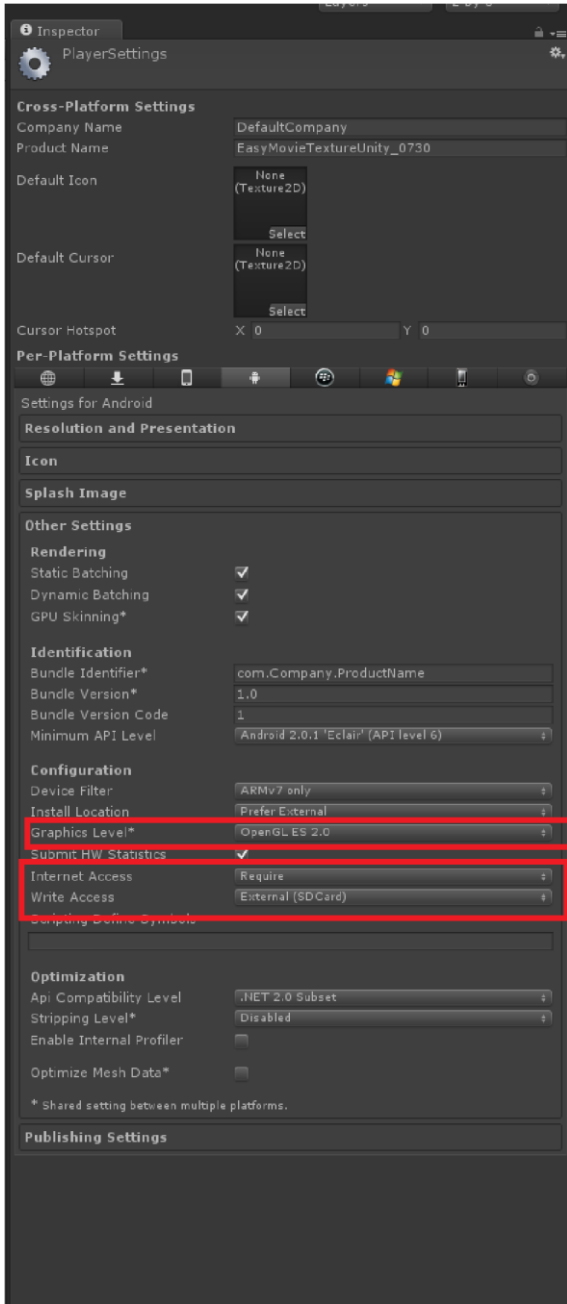 Inspector
PlayerSettings
Cross-Platform Settings
Company Name DefaultCompany
Product Name EasyMovieTextureUnity_0730
Default Icon None
(Texture2D)
Select
Default Cursor None
(Texture2D)
Select
Cursor Hotspot X 0 Y 0
Per-Platform Settings
Settings for Android
Resolution and Presentation
Icon
Splash Image
Other Settings
Rendering
Static Batching
Dynamic Batching
GPU Skinning*
Identification
Bundle Identifier* com.Company.ProductName
Bundle Version* 1.0
Bundle Version Code 1
Minimum API Level Android 2.0.1 'Eclair' (API level 6)
Configuration
Device Filter ARMv7 only
Install Location Prefer External
Graphics Level* OpenGL ES 2.0
Submit HW Statistics
Internet Access Require
Write Access External (SDCard)
Scripting Define Symbols
Optimization
Api Compatibility Level .NET 2.0 Subset
Stripping Level* Disabled
Enable Internal Profiler
Optimize Mesh Data*
* Shared setting between multiple platforms.
Publishing Settings